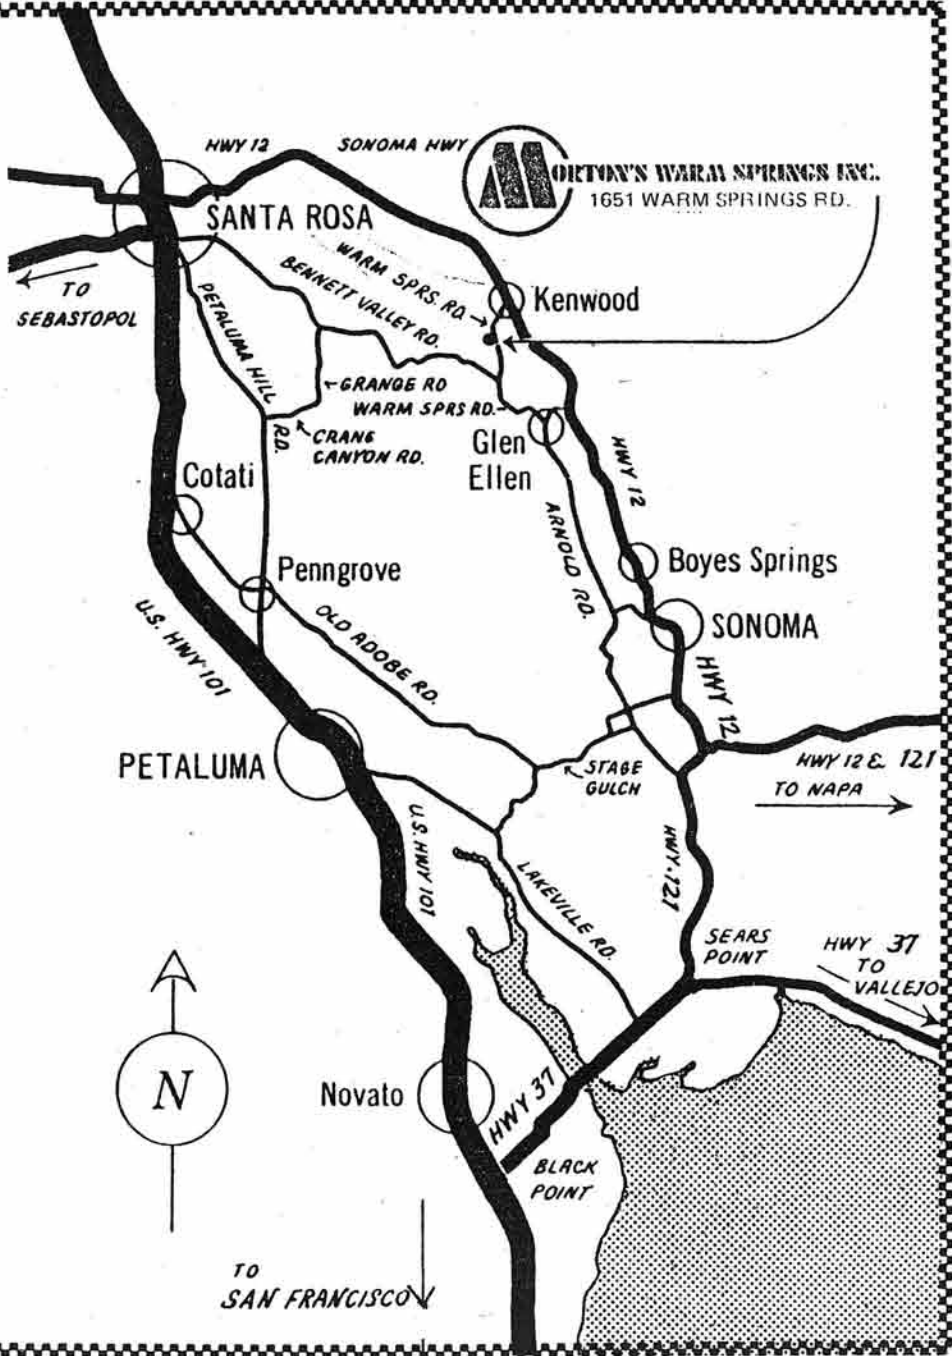 HWY 12
SONOMA HWY
MORTON'S WARM SPRINGS INC.
1651 WARM SPRINGS RD.
SANTA ROSA
TO
SEBASTOPOL
WARM SPRS. RD.
BENNETT VALLEY RD.
Kenwood
PETALUMA HILL
RD.
GRANGE RD
WARM SPRS RD.
CRANE
CANYON RD.
Glen
Ellen
HWY 12
Cotati
ARNOLD RD.
Boyes Springs
Penngrove
OLD ADOBE RD.
SONOMA
U.S. HWY 101
HWY 12
PETALUMA
STAGE
GULCH
HWY 12 & 121
TO NAPA
U.S. HWY 101
HWY. 121
LAKEVILLE RD.
SEARS
POINT
HWY 37
TO
VALLEJO
N
Novato
HWY 37
BLACK
POINT
TO
SAN FRANCISCO